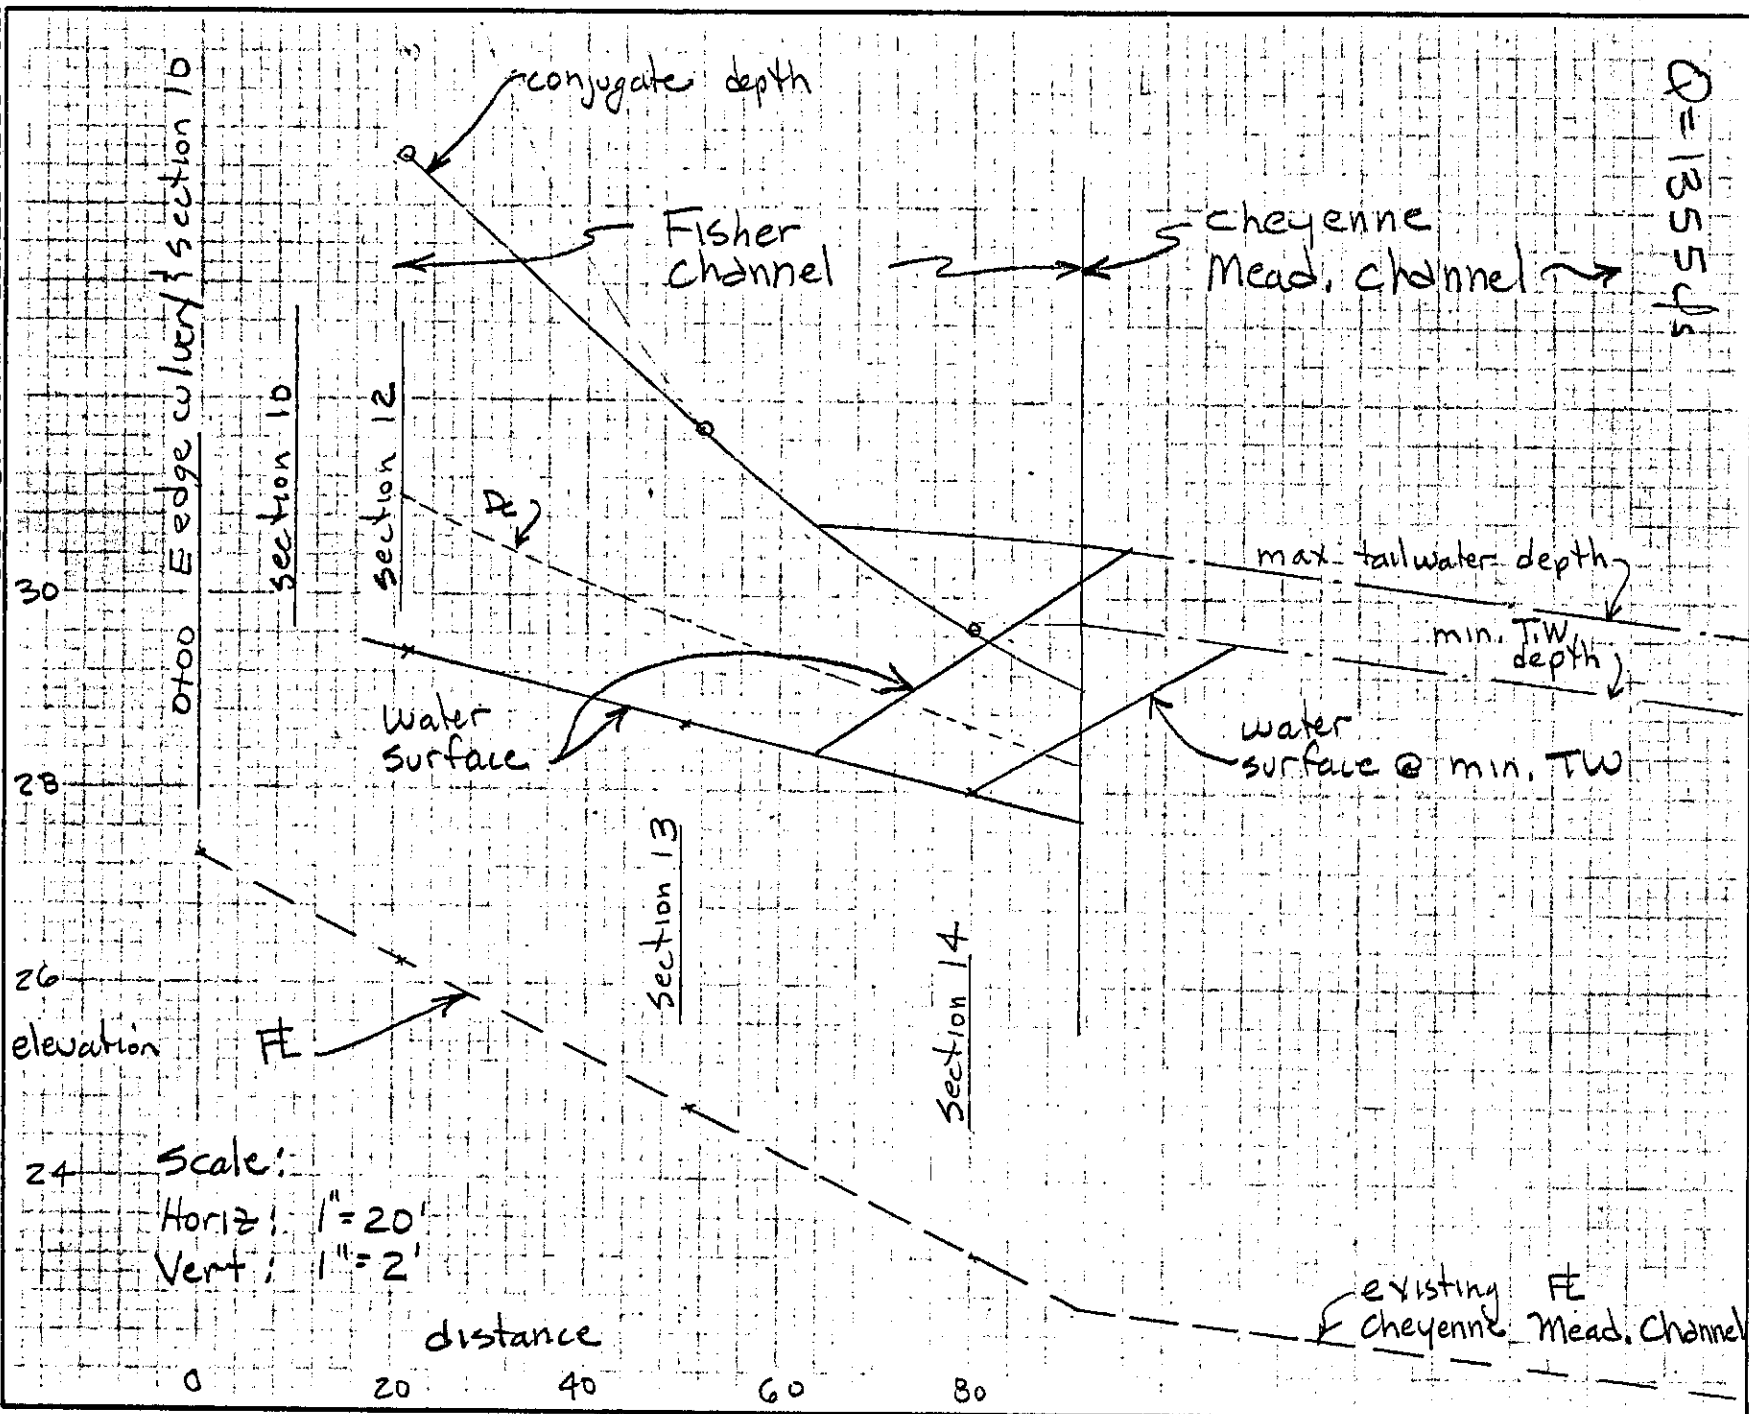 conjugate depth
Q = 1355 cfs
Fisher
Channel
Cheyenne
Mead. Channel
0+00 E edge culvert } section 10
section 10
section 12
Dc
30
max tailwater depth
min. T.W.
depth
water
surface
water
surface @ min. TW
28
Section 13
Section 14
26
elevation
FL
24
Scale:
Horiz: 1" = 20'
Vert: 1" = 2'
existing FL
Cheyenne Mead. Channel
distance
0 20 40 60 80